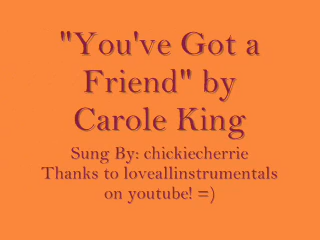 "You've Got a
Friend" by
Carole King
Sung By: chickiecherrie
Thanks to loveallinstrumentals
on youtube! =)